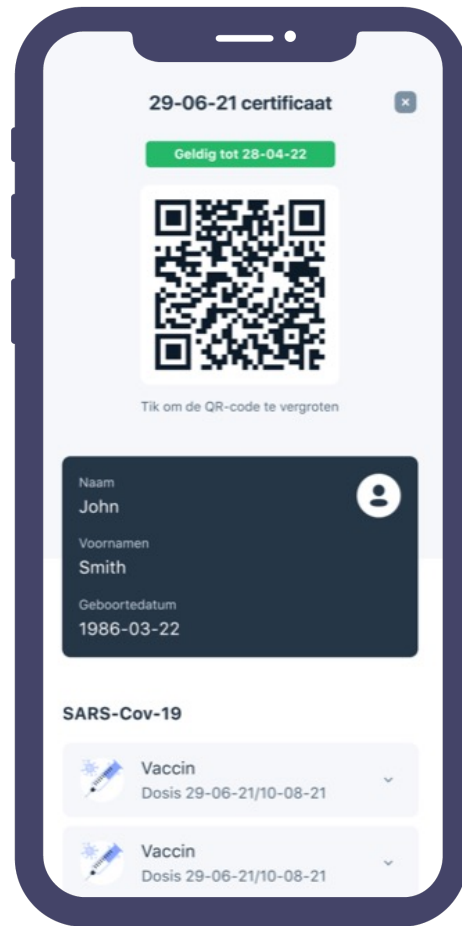 29-06-21 certificaat
Geldig tot 28-04-22
Tik om de QR-code te vergroten
Naam
John
Voornamen
Smith
Geboortedatum
1986-03-22
SARS-Cov-19
Vaccin
Dosis 29-06-21/10-08-21
Vaccin
Dosis 29-06-21/10-08-21